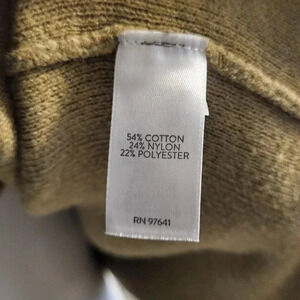 54% COTTON
24% NYLON
22% POLYESTER
RN 97641